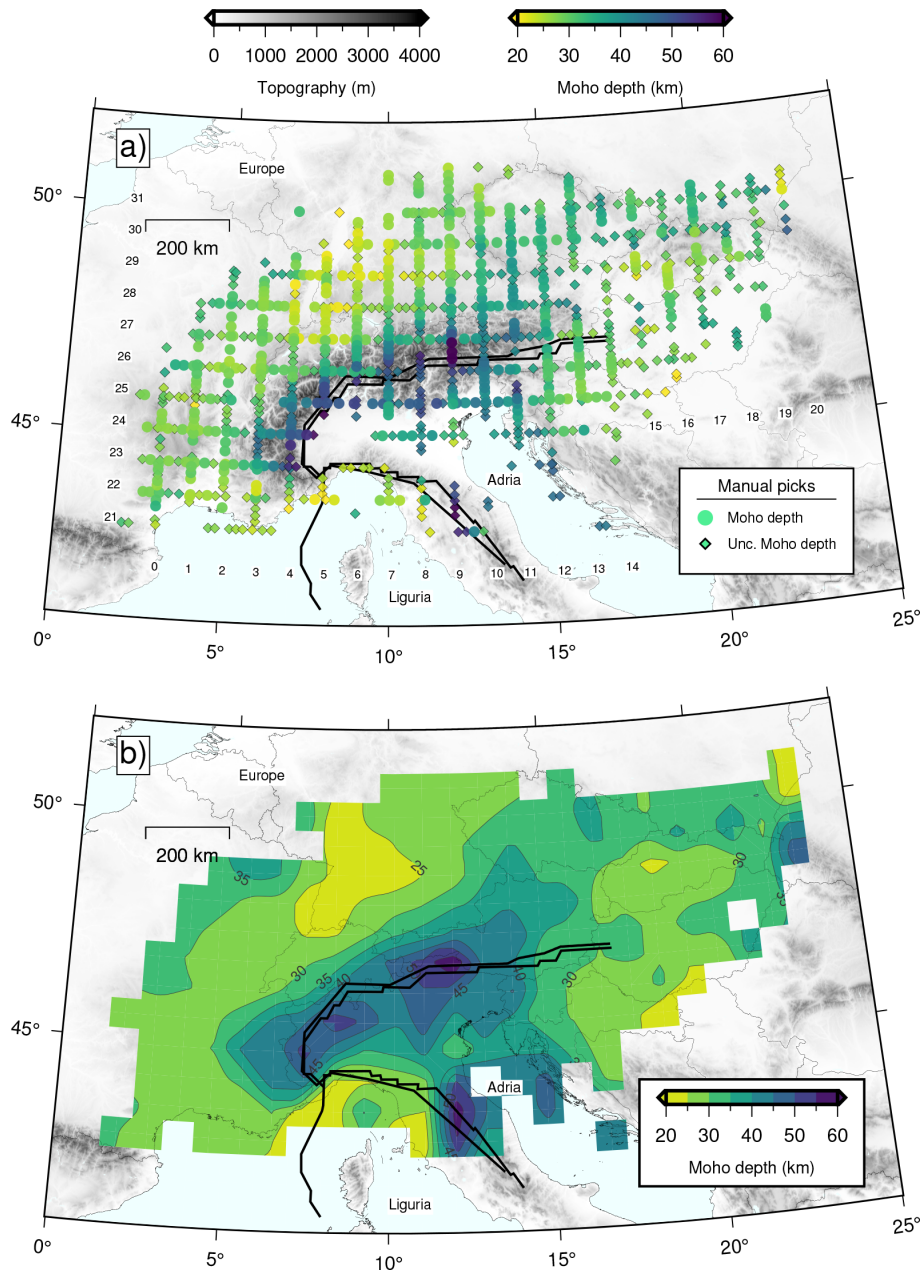 0 1000 2000 3000 4000
Topography (m)
20 30 40 50 60
Moho depth (km)
a)
Europe
50°
31
30
200 km
29
28
27
26
25
45°
24
23
22
21
15 16 17 18 19 20
Adria
Manual picks
Moho depth
Unc. Moho depth
0 1 2 3 4 5 6 7 8 9 10 11 12 13 14
Liguria
0° 5° 10° 15° 20° 25°
b)
Europe
50°
200 km
35
25
30
30
35
40
40
45
30
45°
45
Adria
20 30 40 50 60
Moho depth (km)
Liguria
0° 5° 10° 15° 20° 25°